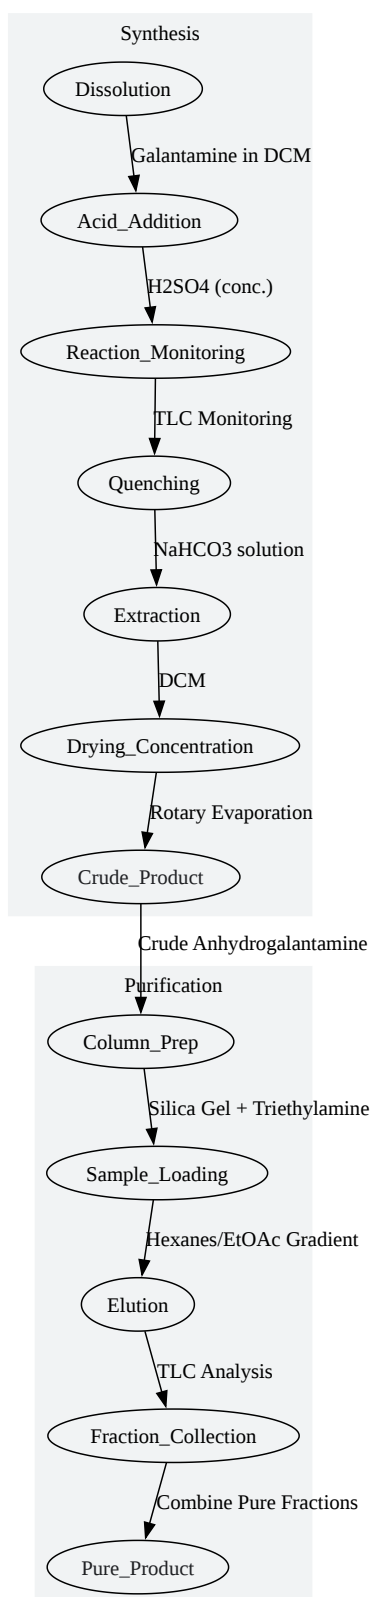 Synthesis
Dissolution
Galantamine in DCM
Acid_Addition
H2SO4 (conc.)
Reaction_Monitoring
TLC Monitoring
Quenching
NaHCO3 solution
Extraction
DCM
Drying_Concentration
Rotary Evaporation
Crude_Product
Crude Anhydrogalantamine
Purification
Column_Prep
Silica Gel + Triethylamine
Sample_Loading
Hexanes/EtOAc Gradient
Elution
TLC Analysis
Fraction_Collection
Combine Pure Fractions
Pure_Product